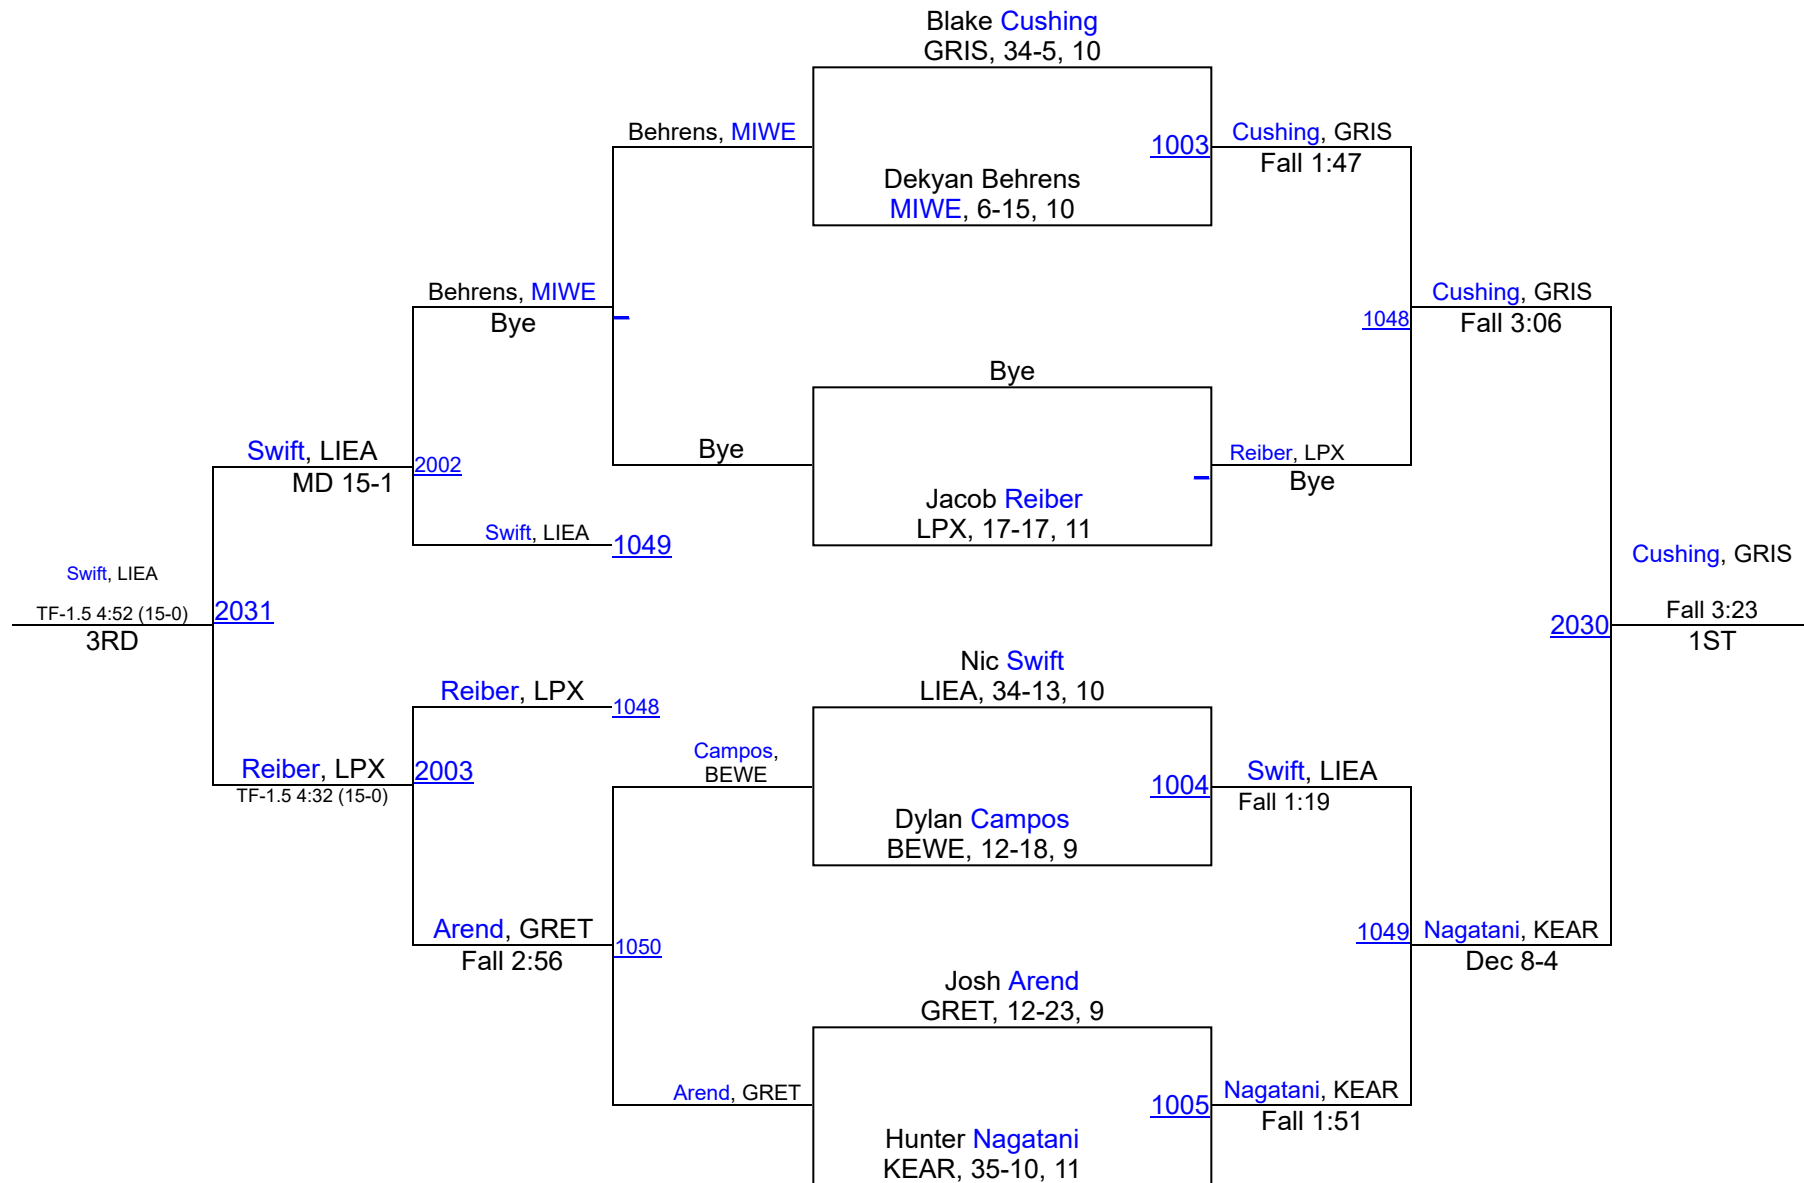 Blake Cushing
GRIS, 34-5, 10
Behrens, MIWE
1003
Cushing, GRIS
Fall 1:47
Dekyan Behrens
MIWE, 6-15, 10
Behrens, MIWE
Bye
Cushing, GRIS
1048
Fall 3:06
Bye
Swift, LIEA
MD 15-1
2002
Bye
Reiber, LPX
Bye
Jacob Reiber
LPX, 17-17, 11
Swift, LIEA
1049
Swift, LIEA
TF-1.5 4:52 (15-0)
3RD
2031
Cushing, GRIS
2030
Fall 3:23
1ST
Nic Swift
LIEA, 34-13, 10
Reiber, LPX
1048
Campos,
BEWE
Reiber, LPX
TF-1.5 4:32 (15-0)
2003
1004
Swift, LIEA
Fall 1:19
Dylan Campos
BEWE, 12-18, 9
Arend, GRET
Fall 2:56
1050
1049
Nagatani, KEAR
Dec 8-4
Josh Arend
GRET, 12-23, 9
Arend, GRET
1005
Nagatani, KEAR
Fall 1:51
Hunter Nagatani
KEAR, 35-10, 11